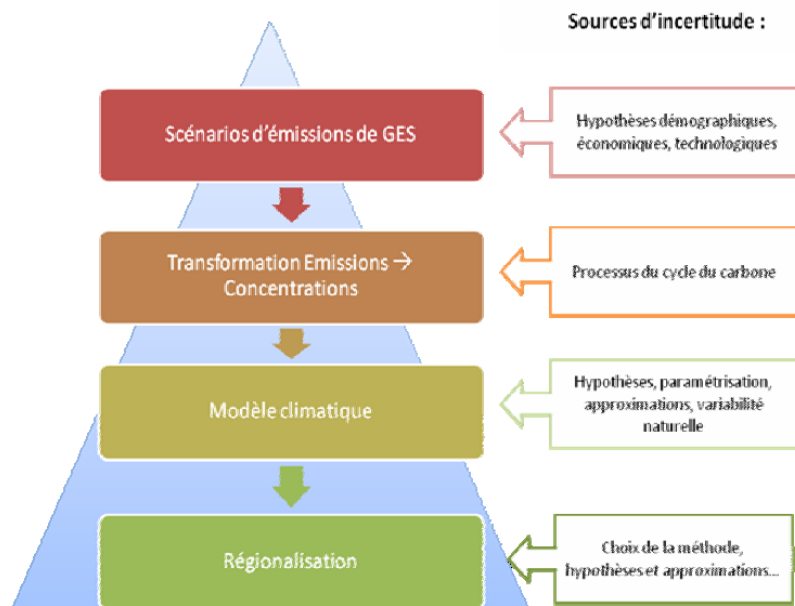 Sources d'incertitude :
Scénarios d'émissions de GES
Hypothèses démographiques,
économiques, technologiques
Transformation Emissions →
Concentrations
Processus du cycle du carbone
Modèle climatique
Hypothèses, paramétrisation,
approximations, variabilité
naturelle
Régionalisation
Choix de la méthode,
hypothèses et approximations...